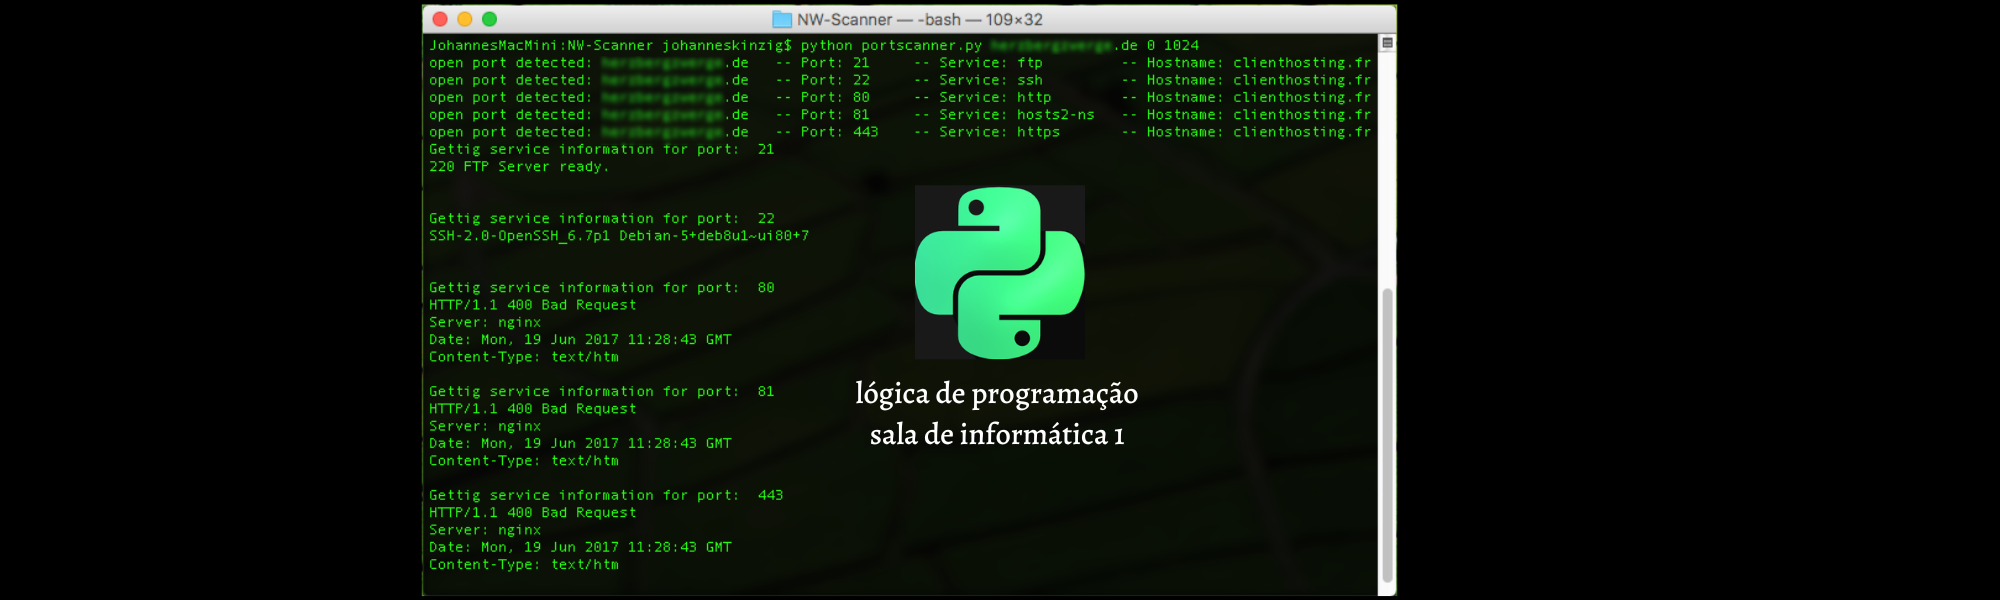 NW-Scanner — -bash — 109×32
JohannesMacMini:NW-Scanner johanneskinzig$ python portscanner.py .de 0 1024
open port detected: .de -- Port: 21 -- Service: ftp -- Hostname: clienthosting.fr
open port detected: .de -- Port: 22 -- Service: ssh -- Hostname: clienthosting.fr
open port detected: .de -- Port: 80 -- Service: http -- Hostname: clienthosting.fr
open port detected: .de -- Port: 81 -- Service: hosts2-ns -- Hostname: clienthosting.fr
open port detected: .de -- Port: 443 -- Service: https -- Hostname: clienthosting.fr
Gettig service information for port: 21
220 FTP Server ready.
Gettig service information for port: 22
SSH-2.0-OpenSSH_6.7p1 Debian-5+deb8u1~ui80+7
Gettig service information for port: 80
HTTP/1.1 400 Bad Request
Server: nginx
Date: Mon, 19 Jun 2017 11:28:43 GMT
Content-Type: text/htm
Gettig service information for port: 81
HTTP/1.1 400 Bad Request
Server: nginx
Date: Mon, 19 Jun 2017 11:28:43 GMT
Content-Type: text/htm
Gettig service information for port: 443
HTTP/1.1 400 Bad Request
Server: nginx
Date: Mon, 19 Jun 2017 11:28:43 GMT
Content-Type: text/htm
lógica de programação
sala de informática 1